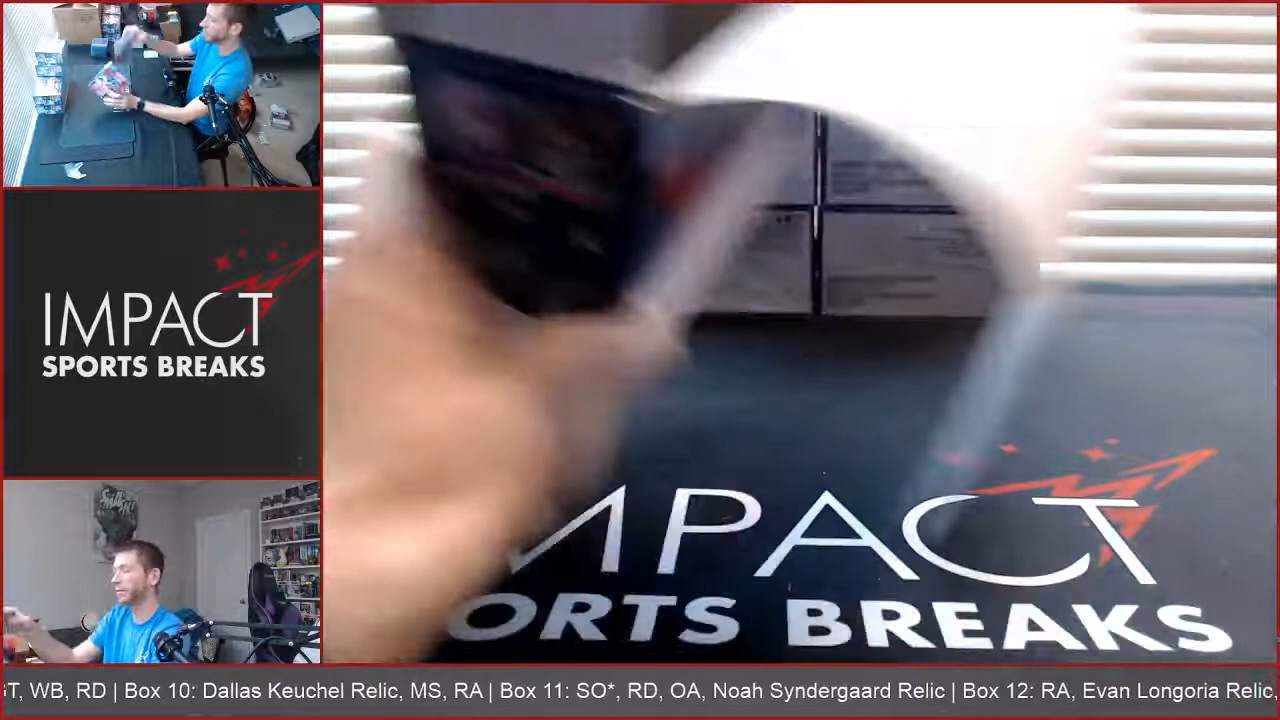 IMPACT
SPORTS BREAKS
MPACT
ORTS BREAKS
T, WB, RD | Box 10: Dallas Keuchel Relic, MS, RA | Box 11: SO*, RD, OA, Noah Syndergaard Relic | Box 12: RA, Evan Longoria Relic,